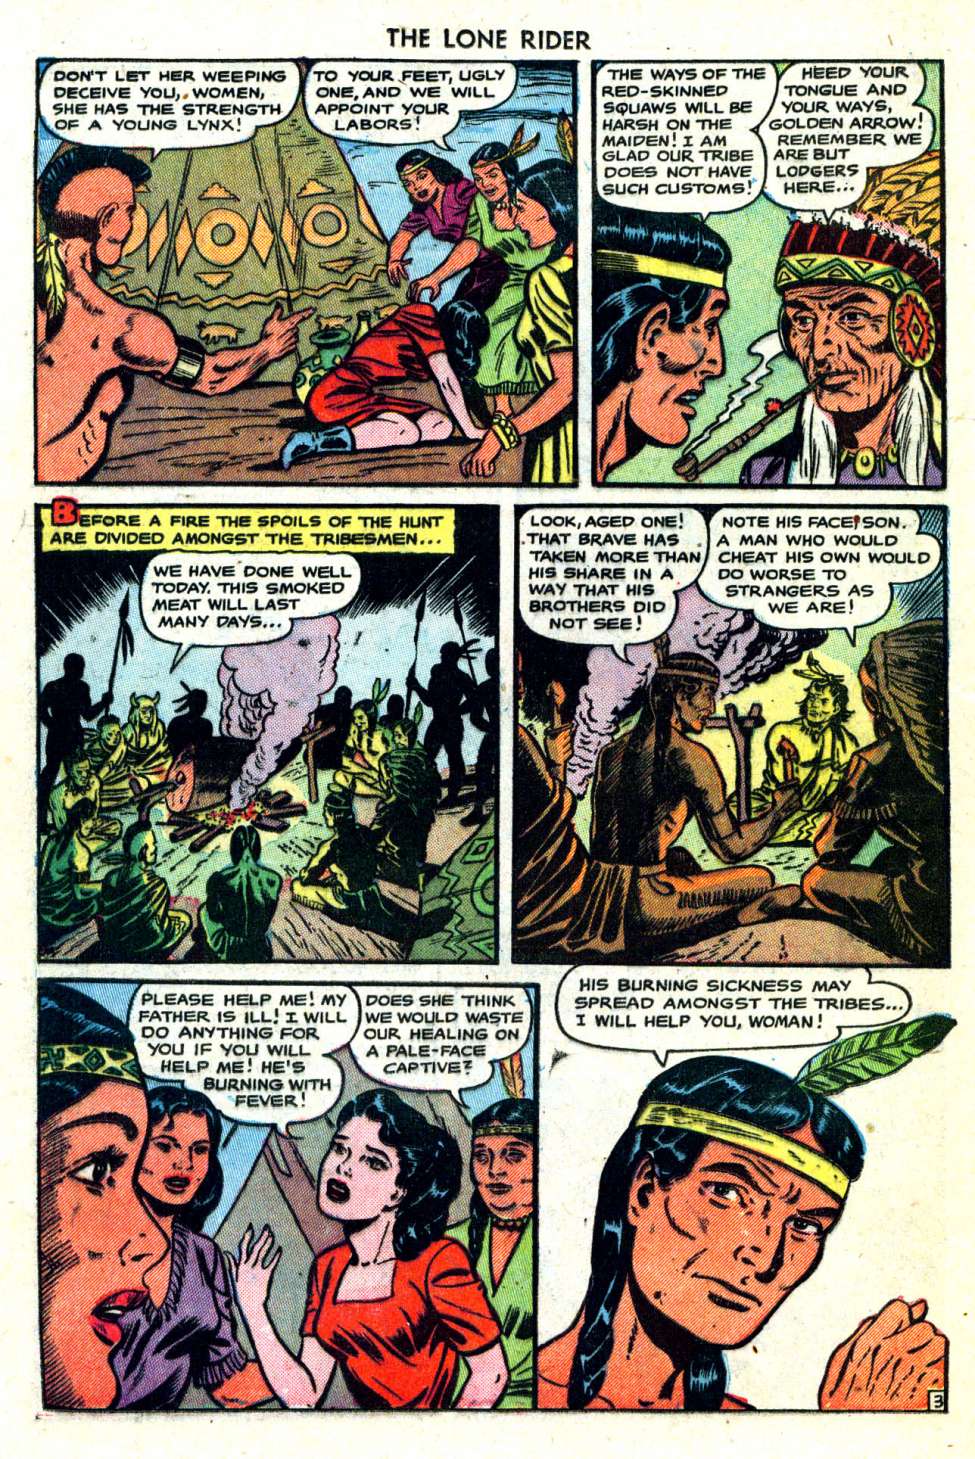 THE LONE RIDER
DON'T LET HER WEEPING
DECEIVE YOU, WOMEN,
SHE HAS THE STRENGTH
OF A YOUNG LYNX!
TO YOUR FEET, UGLY
ONE, AND WE WILL
APPOINT YOUR
LABORS!
THE WAYS OF THE
RED-SKINNED
SQUAWS WILL BE
HARSH ON THE
MAIDEN! I AM
GLAD OUR TRIBE
DOES NOT HAVE
SUCH CUSTOMS!
HEED YOUR
TONGUE AND
YOUR WAYS,
GOLDEN ARROW!
REMEMBER WE
ARE BUT
LODGERS
HERE...
BEFORE A FIRE THE SPOILS OF THE HUNT
ARE DIVIDED AMONGST THE TRIBESMEN...
WE HAVE DONE WELL
TODAY. THIS SMOKED
MEAT WILL LAST
MANY DAYS...
LOOK, AGED ONE!
THAT BRAVE HAS
TAKEN MORE THAN
HIS SHARE IN A
WAY THAT HIS
BROTHERS DID
NOT SEE!
NOTE HIS FACE, SON.
A MAN WHO WOULD
CHEAT HIS OWN WOULD
DO WORSE TO
STRANGERS AS
WE ARE!
PLEASE HELP ME! MY
FATHER IS ILL! I WILL
DO ANYTHING FOR
YOU IF YOU WILL
HELP ME! HE'S
BURNING WITH
FEVER!
DOES SHE THINK
WE WOULD WASTE
OUR HEALING ON
A PALE-FACE
CAPTIVE?
HIS BURNING SICKNESS MAY
SPREAD AMONGST THE TRIBES...
I WILL HELP YOU, WOMAN!
3